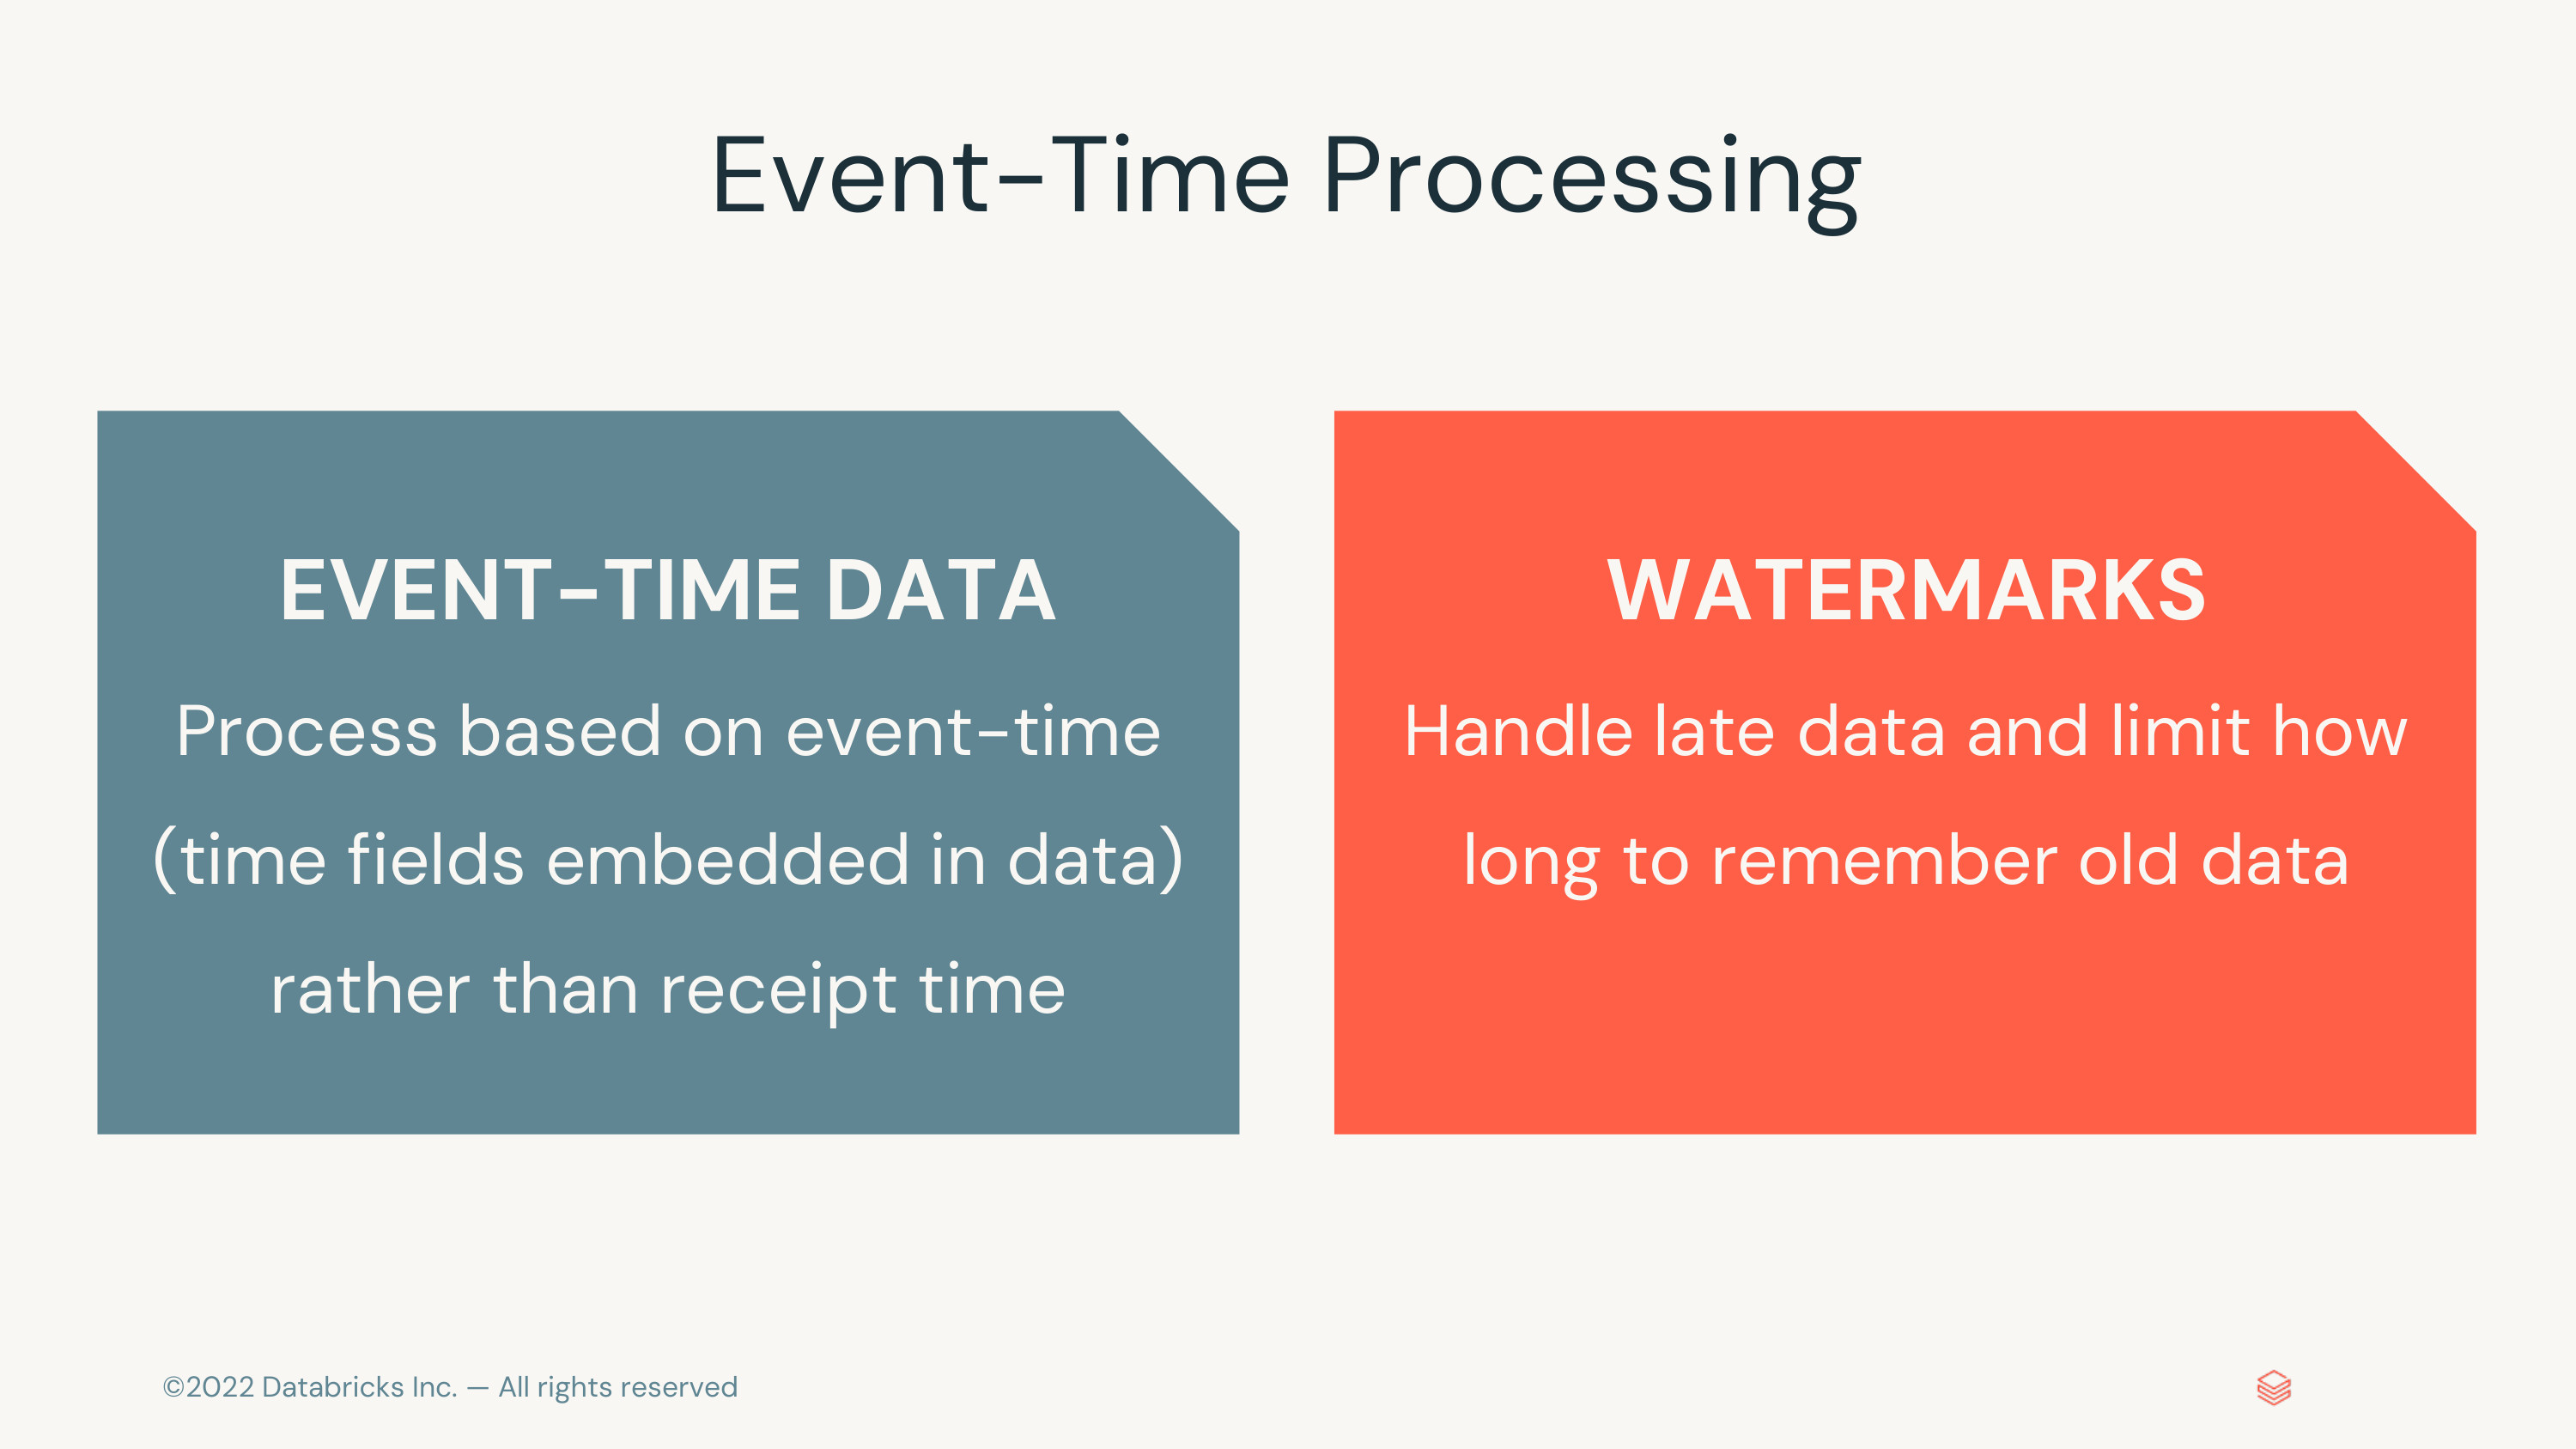 Event-Time Processing
EVENT-TIME DATA
Process based on event-time
(time fields embedded in data)
rather than receipt time
WATERMARKS
Handle late data and limit how
long to remember old data
©2022 Databricks Inc. — All rights reserved